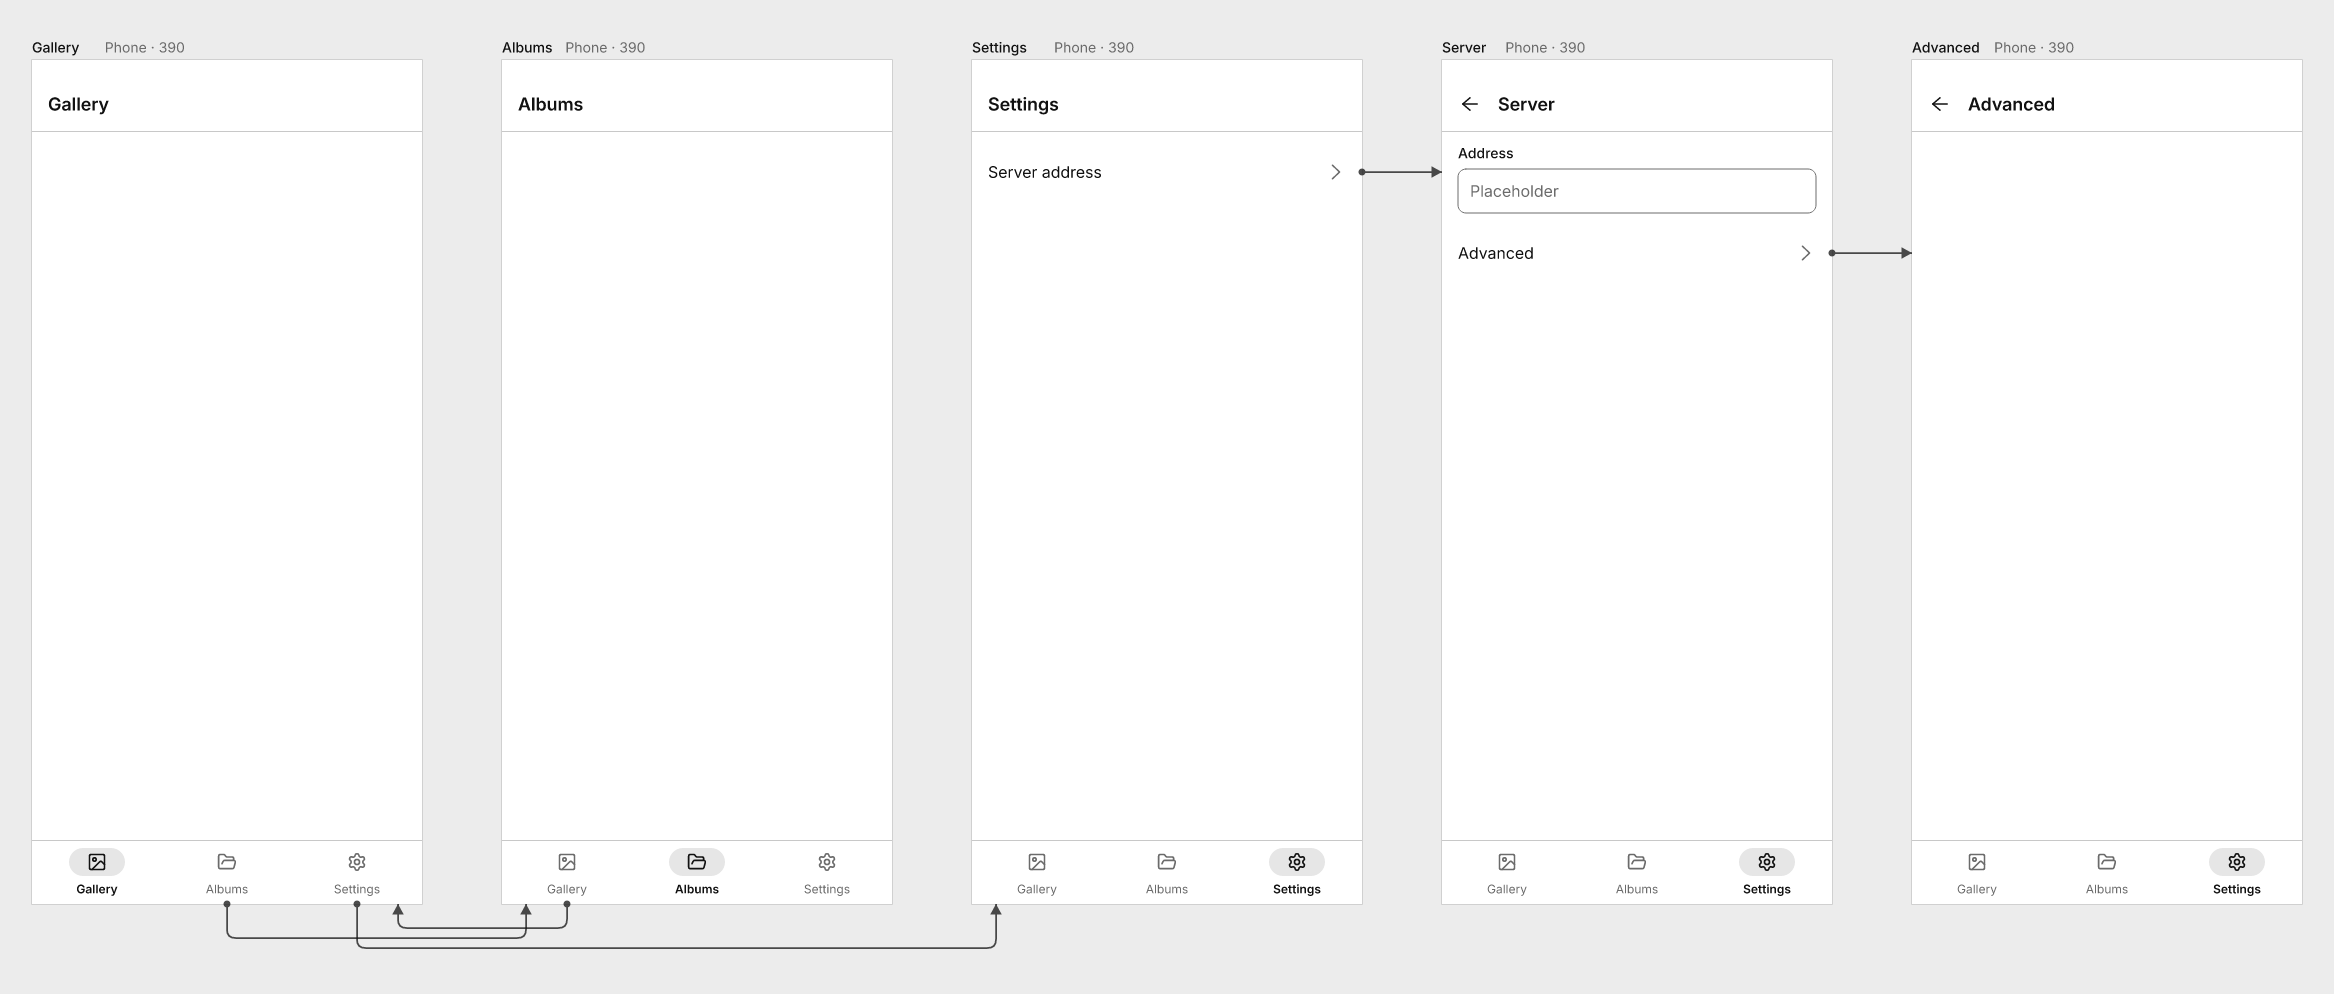 Gallery Phone · 390
Gallery
Gallery Albums Settings
Albums Phone · 390
Albums
Gallery Albums Settings
Settings Phone · 390
Settings
Server address
Gallery Albums Settings
Server Phone · 390
Server
Address
Placeholder
Advanced
Gallery Albums Settings
Advanced Phone · 390
Advanced
Gallery Albums Settings